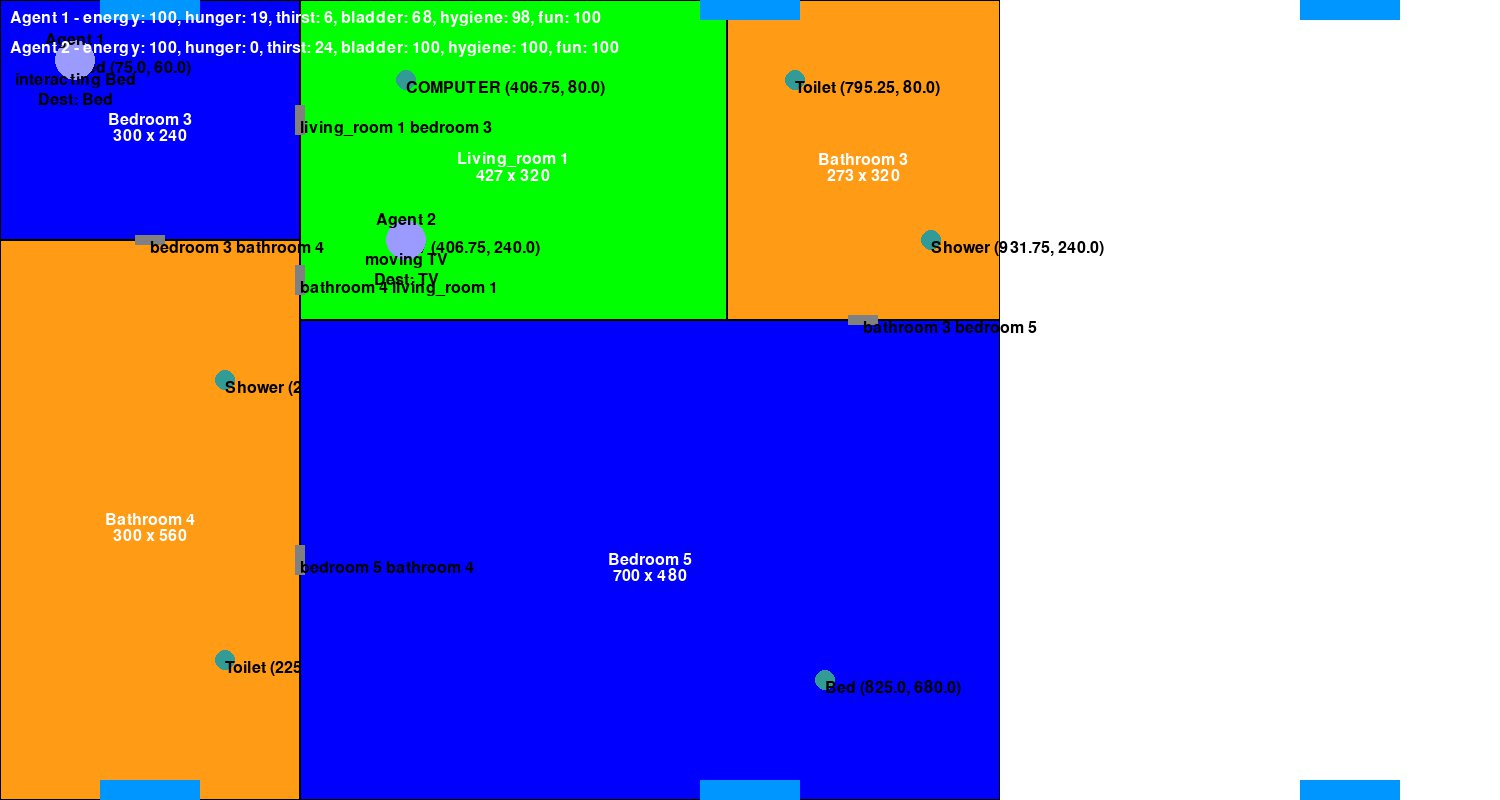 Agent 1 - energy: 100, hunger: 19, thirst: 6, bladder: 68, hygiene: 98, fun: 100
Agent 2 - energy: 100, hunger: 0, thirst: 24, bladder: 100, hygiene: 100, fun: 100
Agent 1
(75.0, 60.0)
interacting Bed
Dest: Bed
Bedroom 3
300 x 240
COMPUTER (406.75, 80.0)
living_room 1 bedroom 3
Living_room 1
427 x 320
Toilet (795.25, 80.0)
Bathroom 3
273 x 320
Agent 2
(406.75, 240.0)
moving TV
Dest: TV
bedroom 3 bathroom 4
bathroom 4 living_room 1
Shower (931.75, 240.0)
bathroom 3 bedroom 5
Shower (2
Bathroom 4
300 x 560
bedroom 5 bathroom 4
Bedroom 5
700 x 480
Toilet (225
Bed (825.0, 680.0)